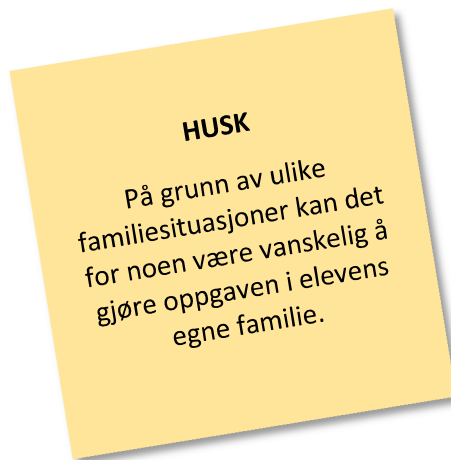 HUSK
På grunn av ulike
familiesituasjoner kan det
for noen være vanskelig å
gjøre oppgaven i elevens
egne familie.